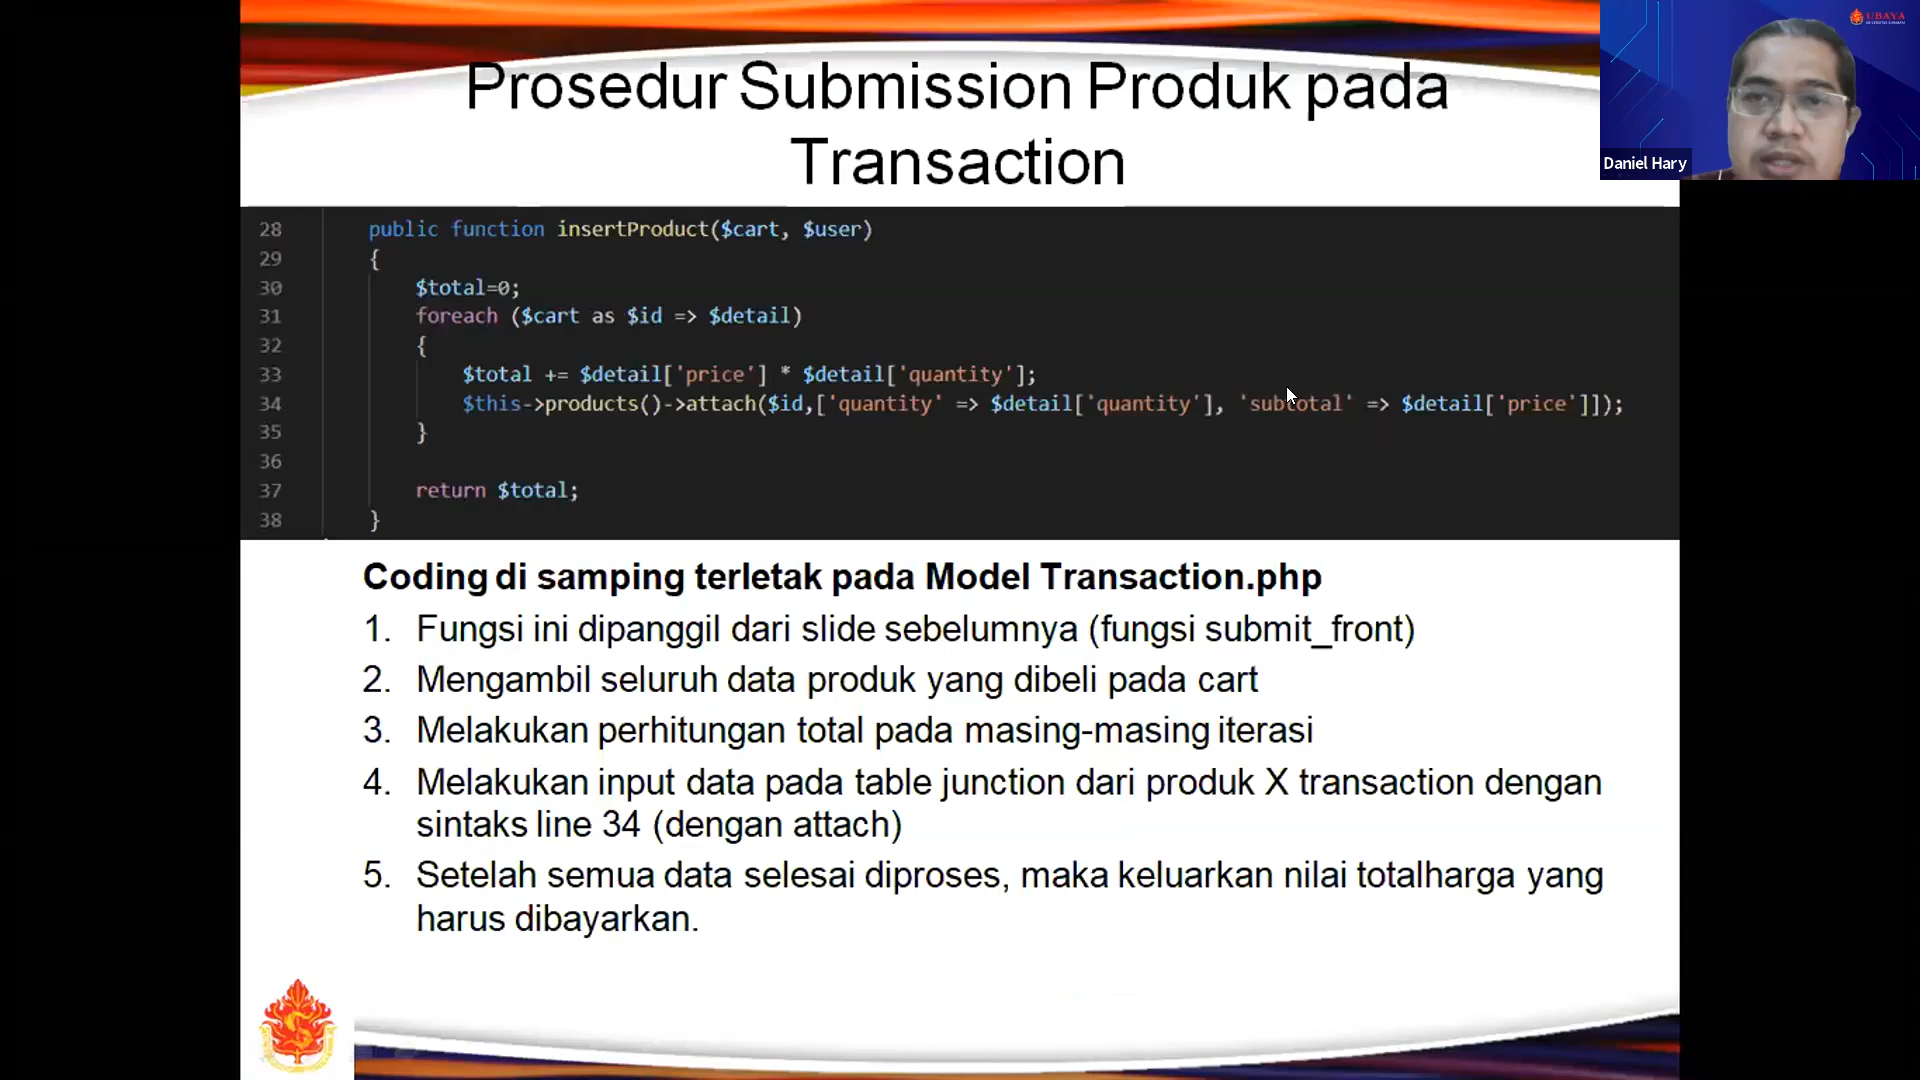 Prosedur Submission Produk pada
Transaction
UBAYA
Daniel Hary
28 public function insertProduct($cart, $user)
29 {
30 $total=0;
31 foreach ($cart as $id => $detail)
32 {
33 $total += $detail['price'] * $detail['quantity'];
34 $this->products()->attach($id,['quantity' => $detail['quantity'], 'subtotal' => $detail['price']]);
35 }
36
37 return $total;
38 }
Coding di samping terletak pada Model Transaction.php
1. Fungsi ini dipanggil dari slide sebelumnya (fungsi submit_front)
2. Mengambil seluruh data produk yang dibeli pada cart
3. Melakukan perhitungan total pada masing-masing iterasi
4. Melakukan input data pada table junction dari produk X transaction dengan
sintaks line 34 (dengan attach)
5. Setelah semua data selesai diproses, maka keluarkan nilai totalharga yang
harus dibayarkan.